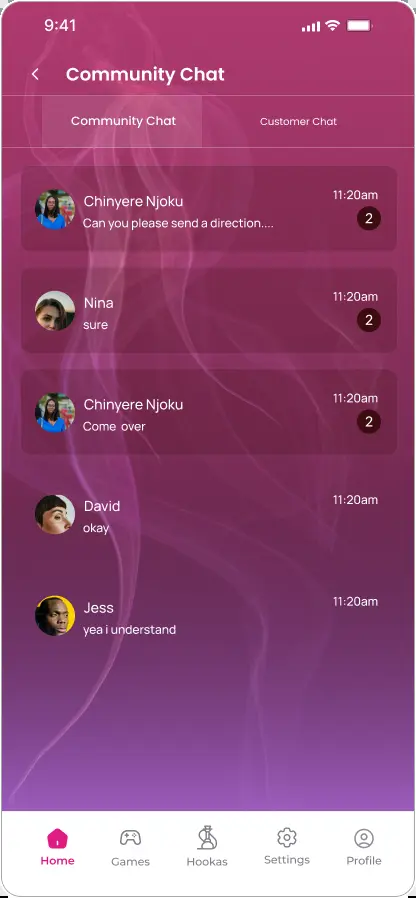 9:41
Community Chat
Community Chat
Customer Chat
Chinyere Njoku
11:20am
Can you please send a direction....
2
Nina
11:20am
sure
2
Chinyere Njoku
11:20am
Come over
2
David
11:20am
okay
Jess
11:20am
yea i understand
Home
Games
Hookas
Settings
Profile